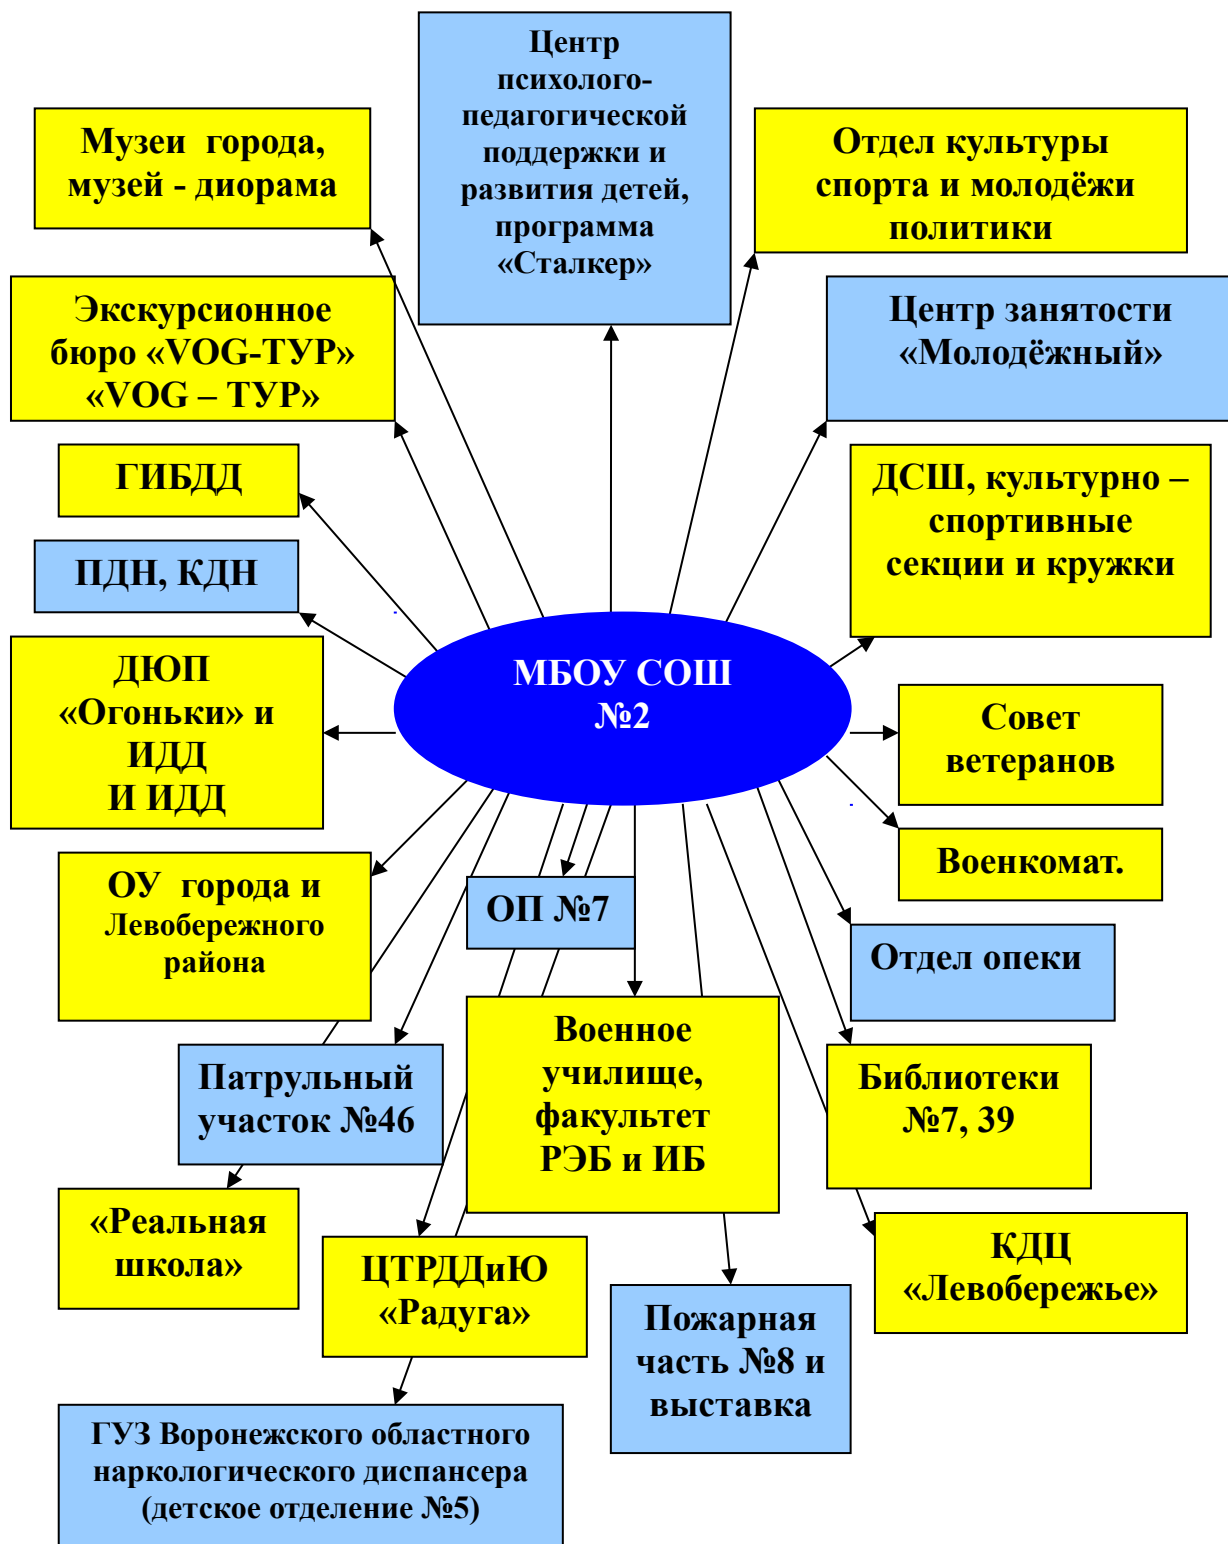 Центр
психолого-
педагогической
поддержки и
развития детей,
программа
«Сталкер»
Музеи города,
музей - диорама
Отдел культуры
спорта и молодёжи
политики
Экскурсионное
бюро «VOG-ТУР»
«VOG – ТУР»
Центр занятости
«Молодёжный»
ГИБДД
ДСШ, культурно –
спортивные
секции и кружки
ПДН, КДН
МБОУ СОШ
№2
ДЮП
«Огоньки» и
ИДД
И ИДД
Совет
ветеранов
Военкомат.
ОУ города и
Левобережного
района
ОП №7
Отдел опеки
Военное
училище,
факультет
РЭБ и ИБ
Патрульный
участок №46
Библиотеки
№7, 39
«Реальная
школа»
ЦТРДДиЮ
«Радуга»
КДЦ
«Левобережье»
Пожарная
часть №8 и
выставка
ГУЗ Воронежского областного
наркологического диспансера
(детское отделение №5)